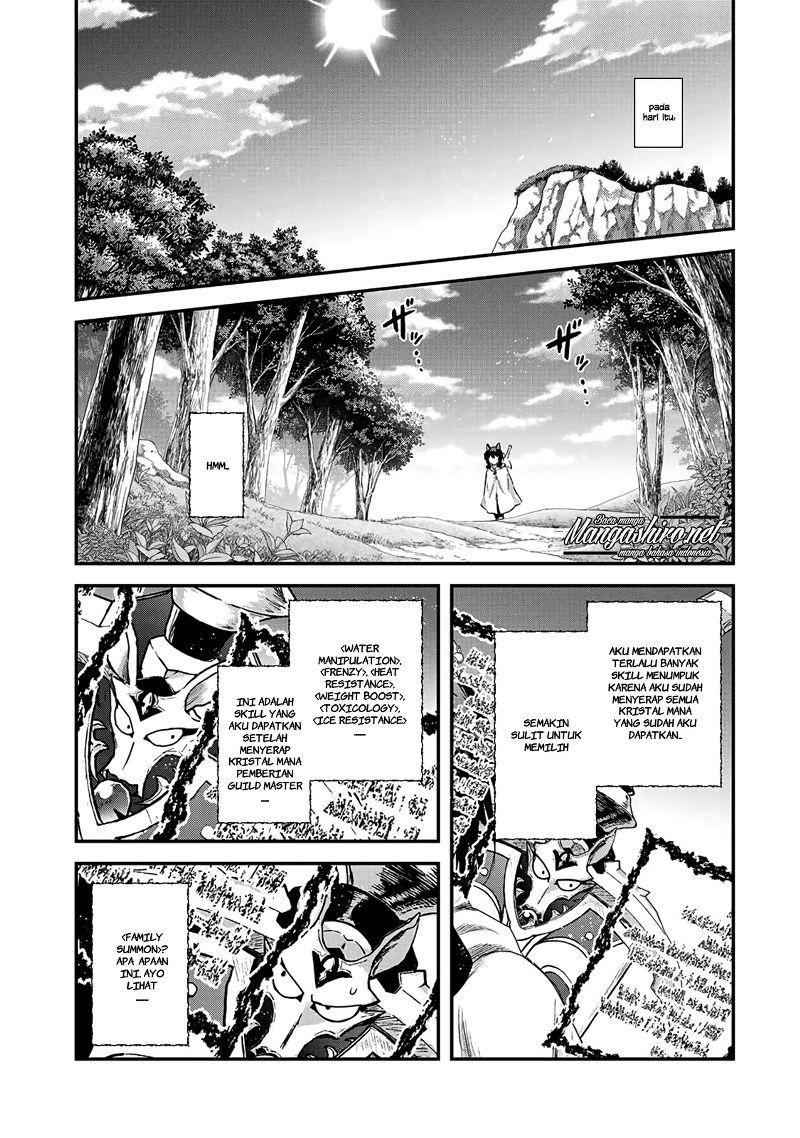 pada
hari itu,
ザ
ザ
HMM..
Baca manga
Mangashiro.net
manga bahasa indonesia
AKU MENDAPATKAN
TERLALU BANYAK
SKILL MENUMPUK
KARENA AKU SUDAH
MENYERAP SEMUA
KRISTAL MANA
YANG SUDAH AKU
DAPATKAN..
SEMAKIN
SULIT UNTUK
MEMILIH
<WATER
MANIPULATION>,
<FRENZY>, <HEAT
RESISTANCE>,
<WEIGHT BOOST>,
<TOXICOLOGY>,
<ICE RESISTANCE>
INI ADALAH
SKILL YANG
AKU DAPATKAN
SETELAH
MENYERAP
KRISTAL MANA
PEMBERIAN
GUILD MASTER
<FAMILY
SUMMON>?
APA APAAN
INI. AYO
LIHAT